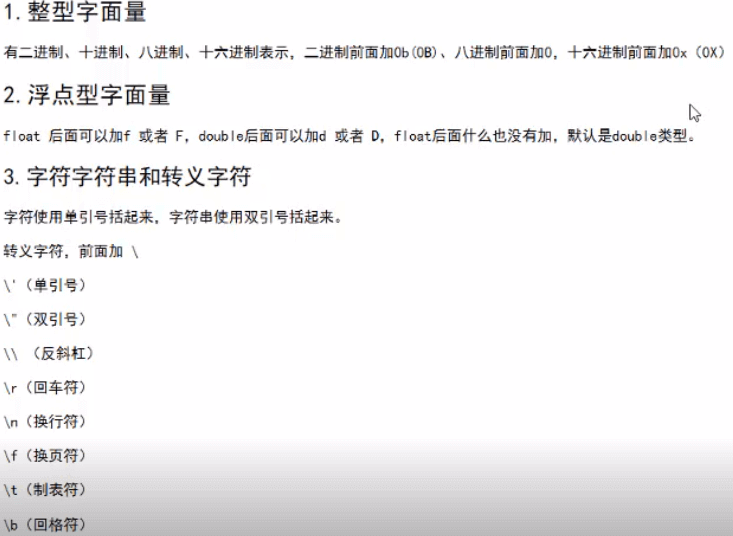 1.整型字面量
有二进制、十进制、八进制、十六进制表示，二进制前面加0b(0B)、八进制前面加0，十六进制前面加0x（0X）
2.浮点型字面量
float 后面可以加f 或者 F，double后面可以加d 或者 D，float后面什么也没有加，默认是double类型。
3.字符字符串和转义字符
字符使用单引号括起来，字符串使用双引号括起来。
转义字符，前面加 \
\'（单引号）
\"（双引号）
\\ （反斜杠）
\r（回车符）
\n（换行符）
\f（换页符）
\t（制表符）
\b（回格符）